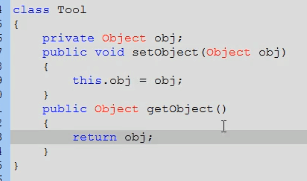 class Tool
{
    private Object obj;
    public void setObject(Object obj)
    {
        this.obj = obj;
    }
    public Object getObject()
    {
        return obj;
    }
}